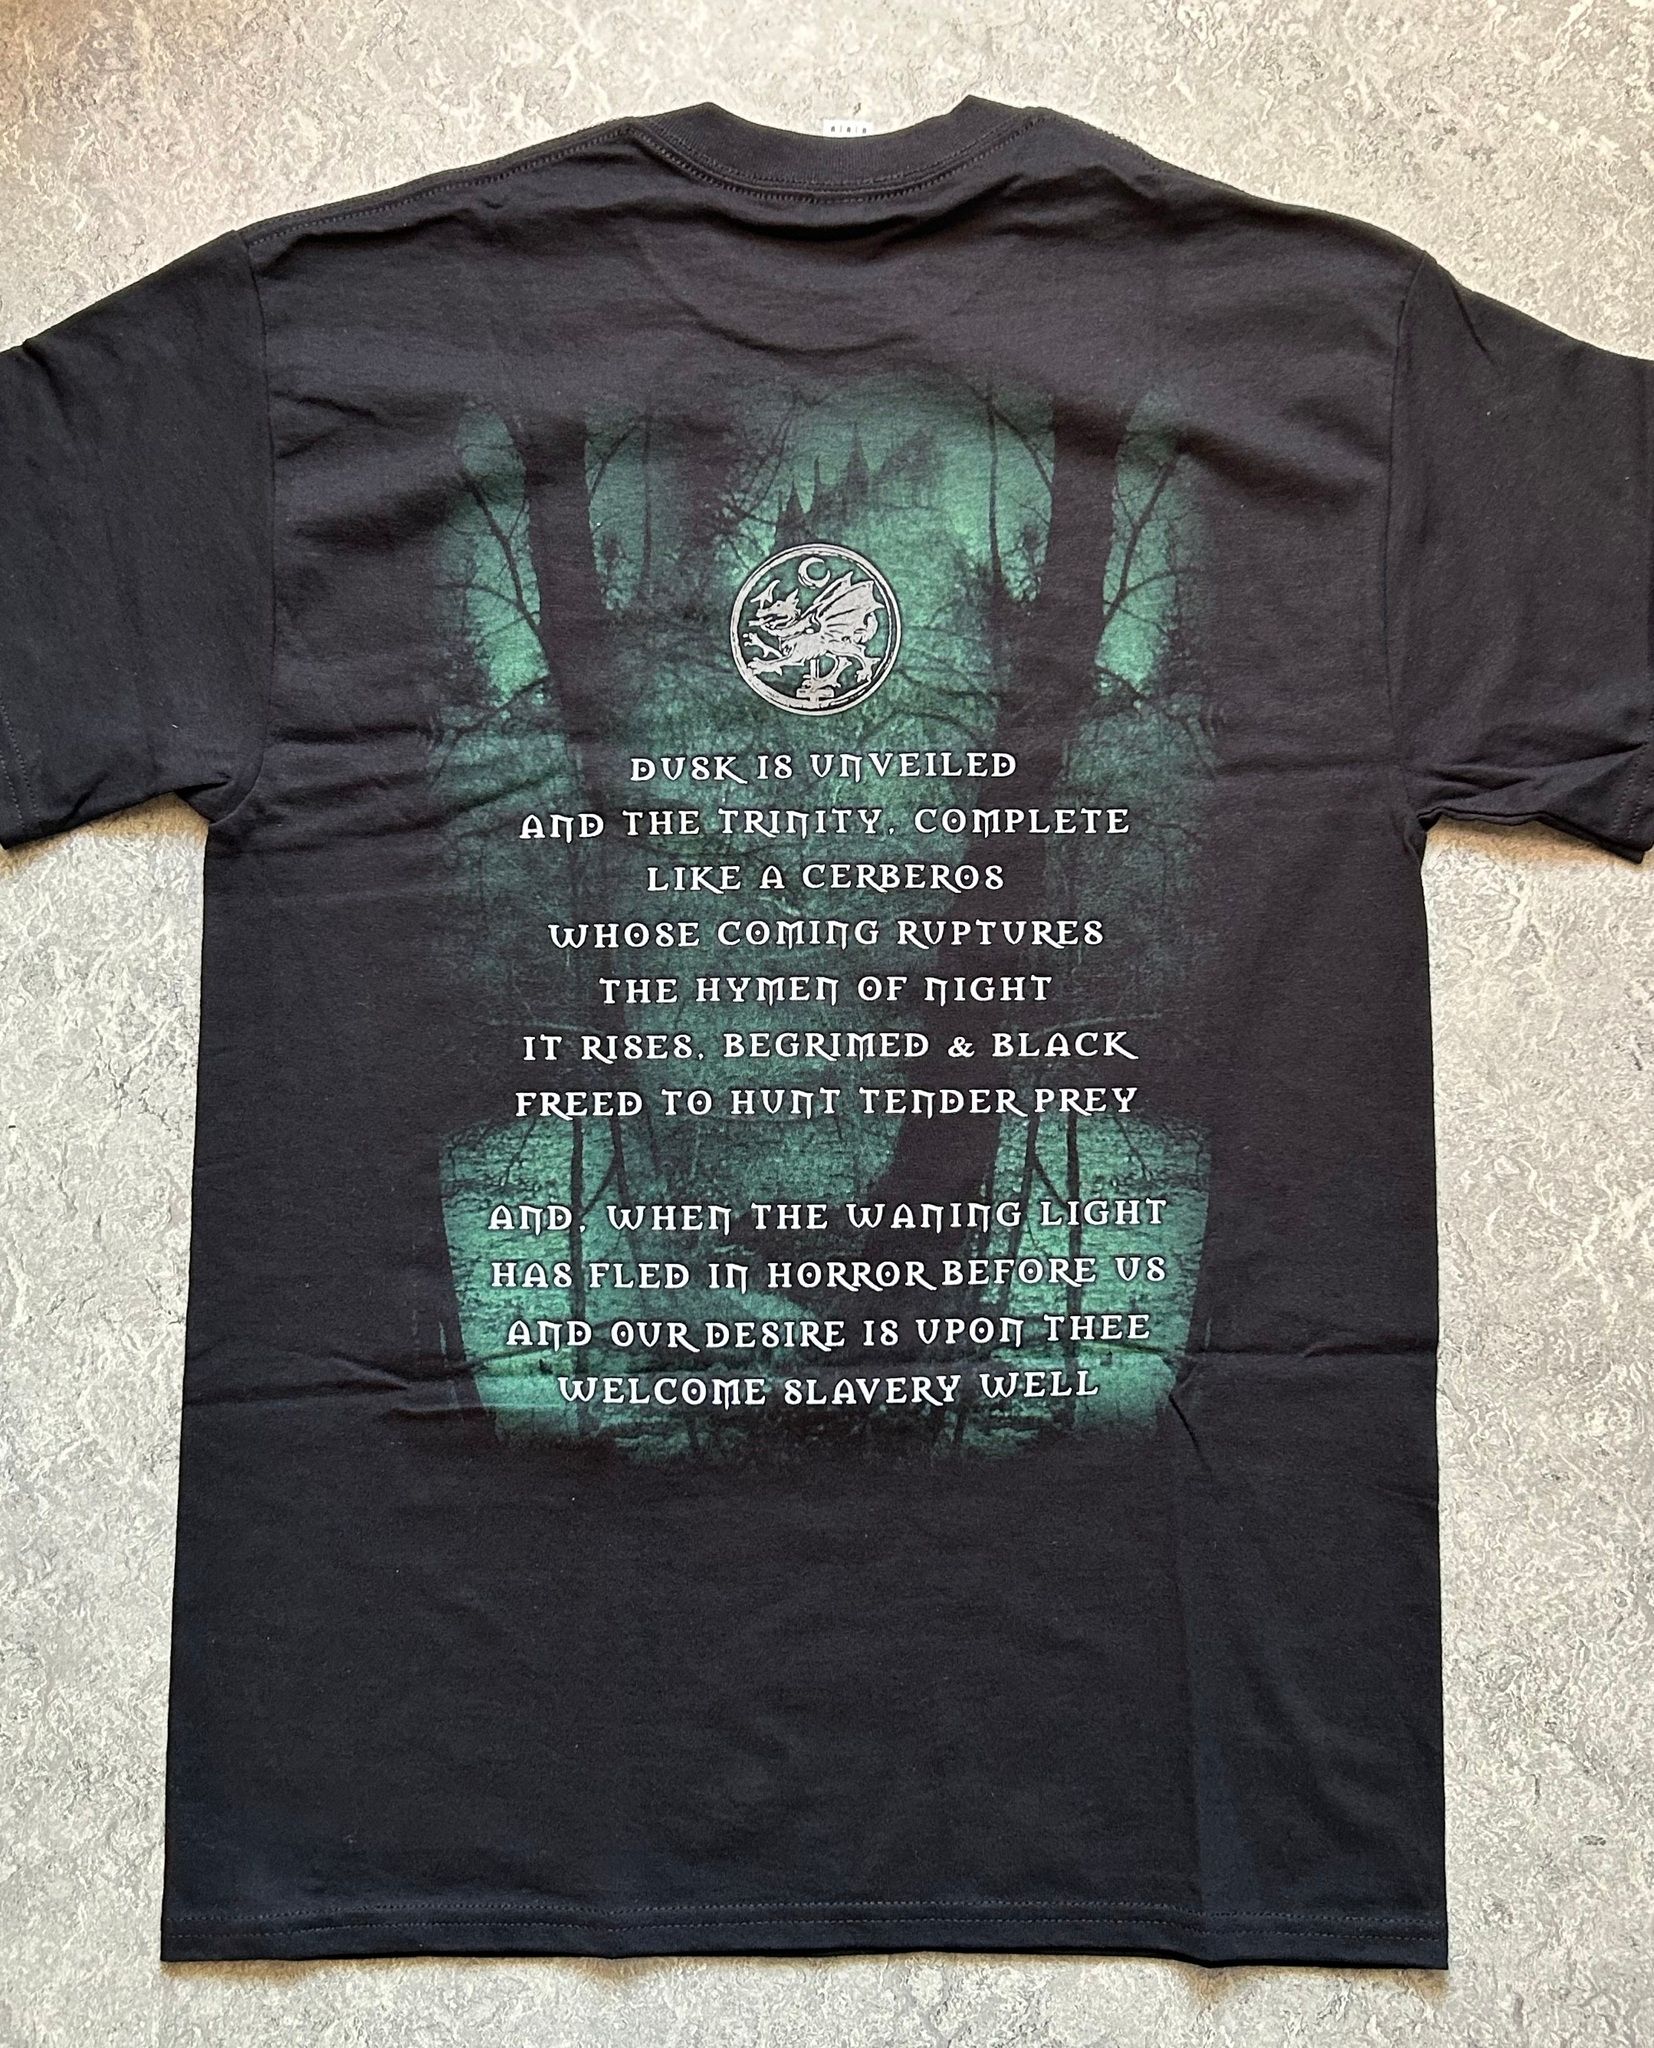 DUSK IS UNVEILED
AND THE TRINITY, COMPLETE
LIKE A CERBEROS
WHOSE COMING RUPTURES
THE HYMEN OF NIGHT
IT RISES, BEGRIMED & BLACK
FREED TO HUNT TENDER PREY
AND, WHEN THE WANING LIGHT
HAS FLED IN HORROR BEFORE US
AND OUR DESIRE IS UPON THEE
WELCOME SLAVERY WELL